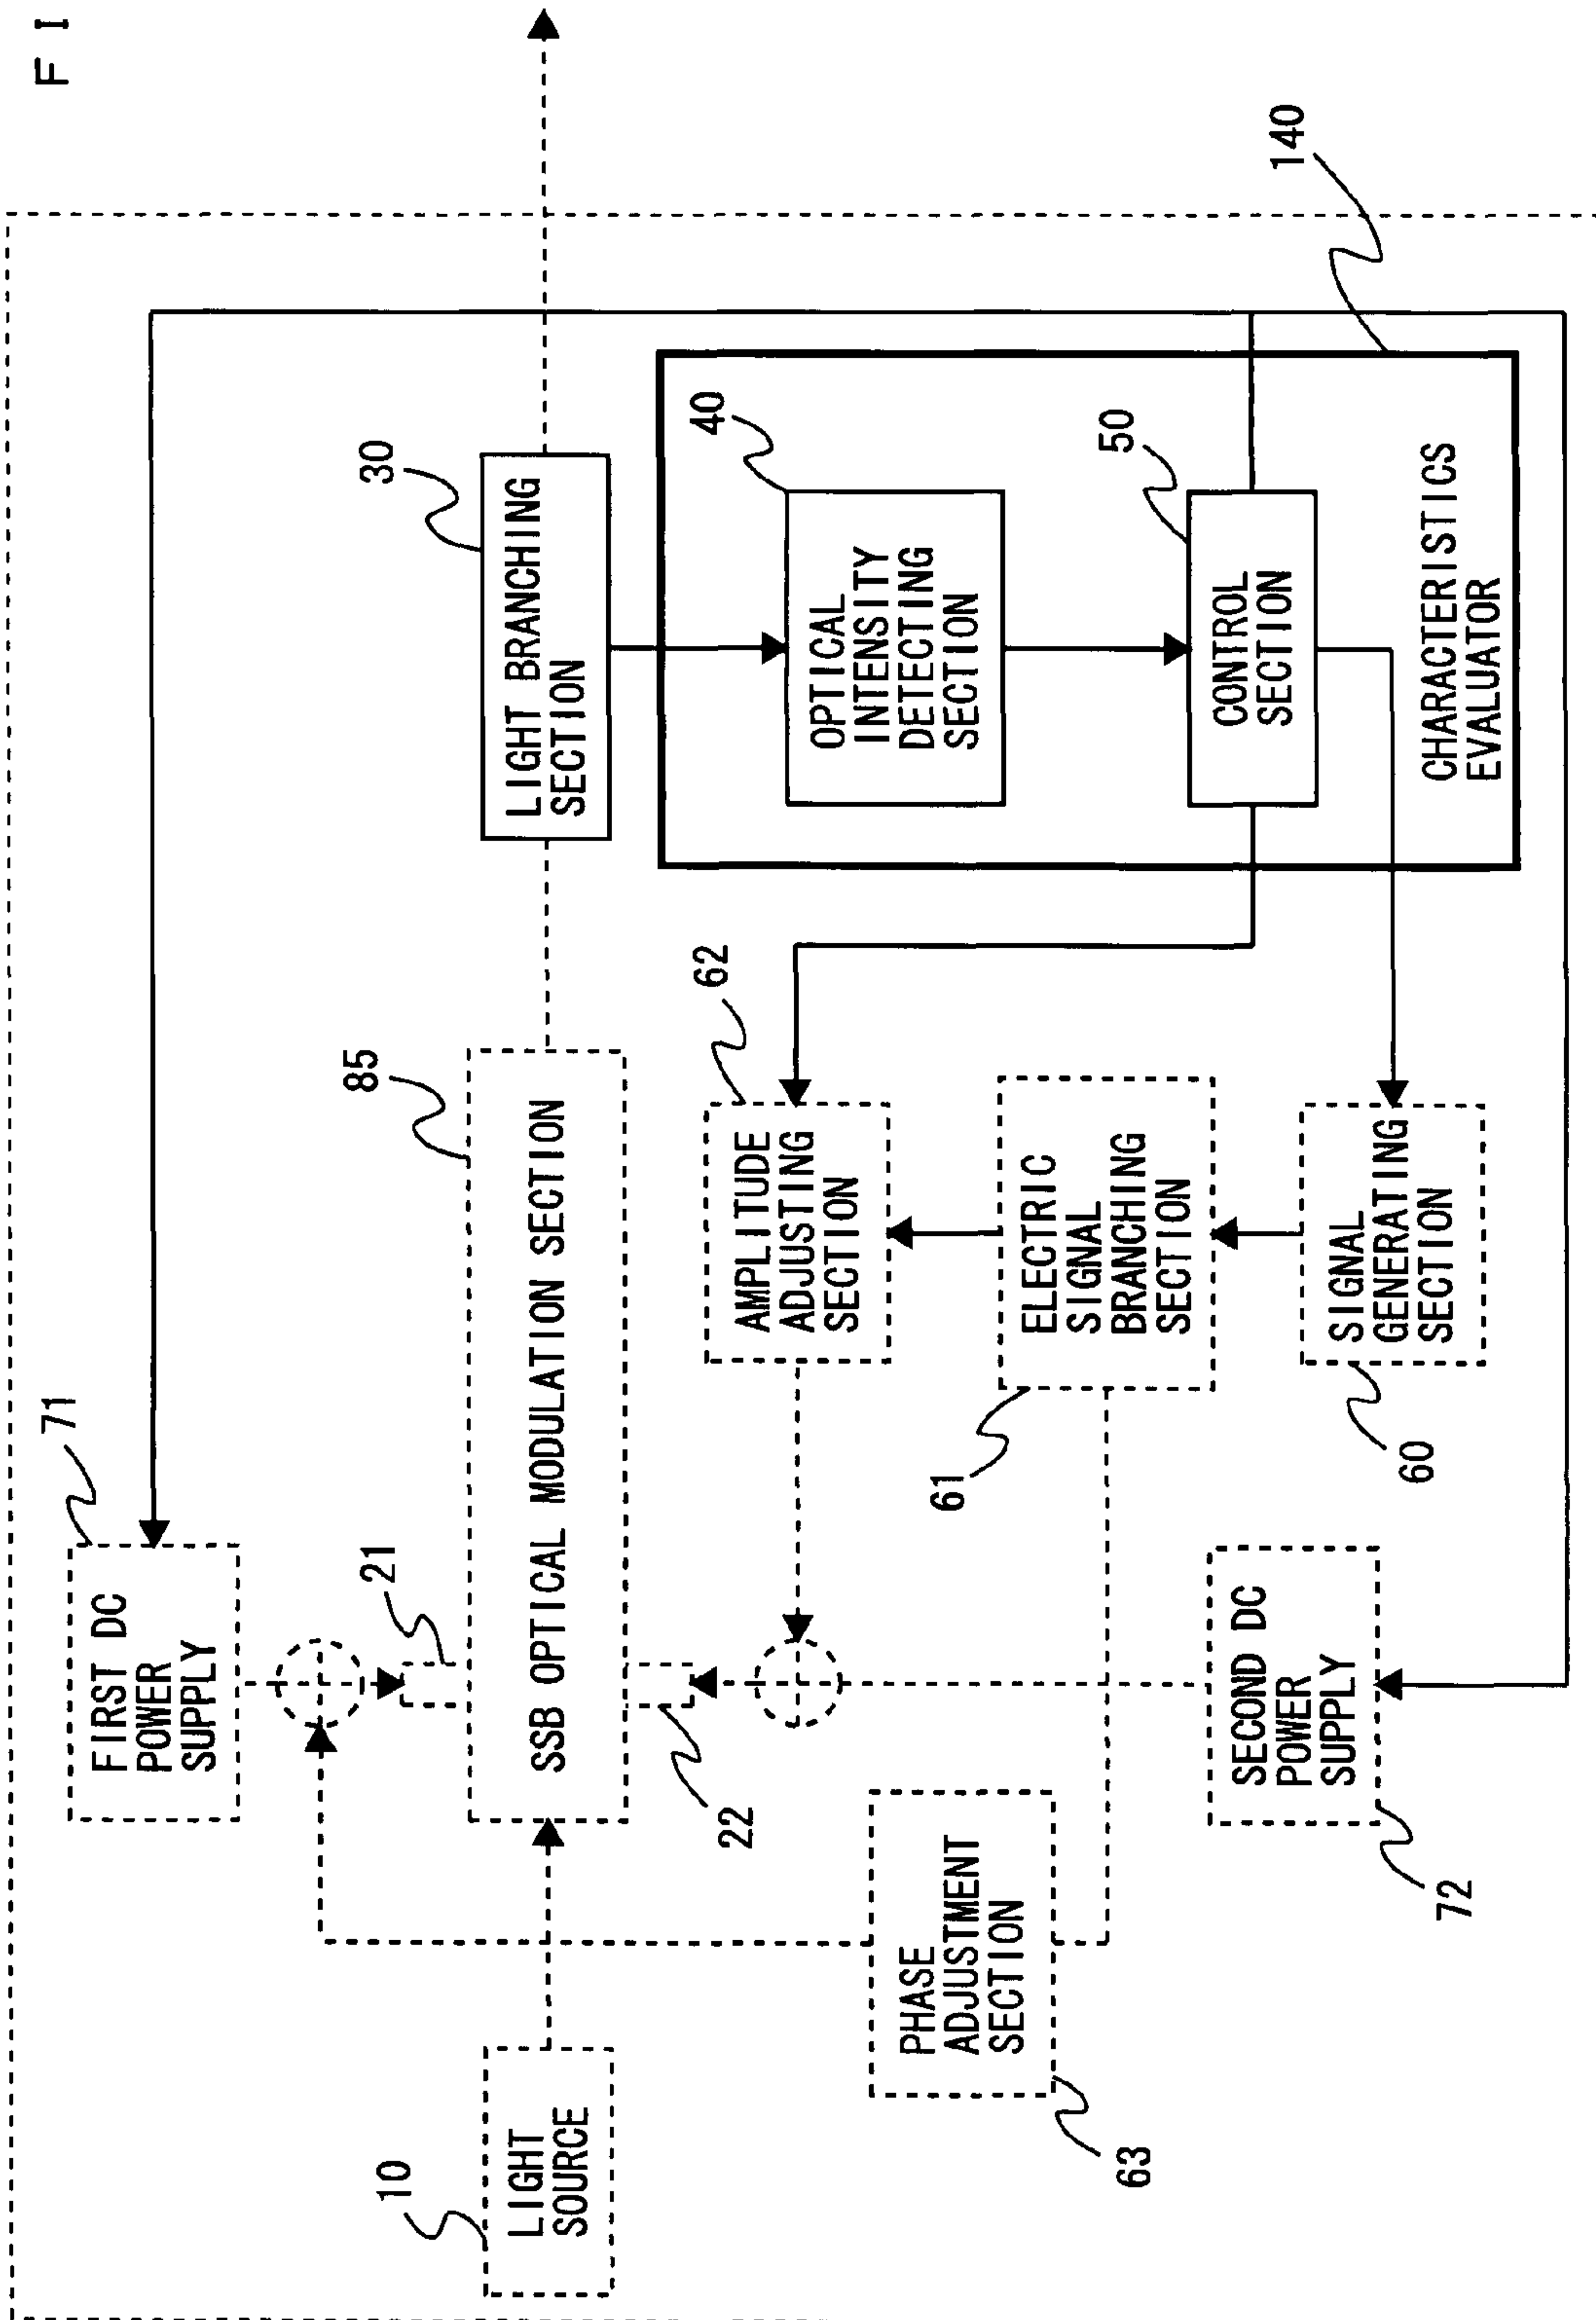 F I
71
FIRST DC
POWER
SUPPLY
21
10
LIGHT
SOURCE
85
SSB OPTICAL MODULATION SECTION
30
LIGHT BRANCHING
SECTION
22
62
AMPLITUDE
ADJUSTING
SECTION
40
OPTICAL
INTENSITY
DETECTING
SECTION
63
PHASE
ADJUSTMENT
SECTION
61
ELECTRIC
SIGNAL
BRANCHING
SECTION
50
CONTROL
SECTION
140
72
SECOND DC
POWER
SUPPLY
60
SIGNAL
GENERATING
SECTION
CHARACTERISTICS
EVALUATOR